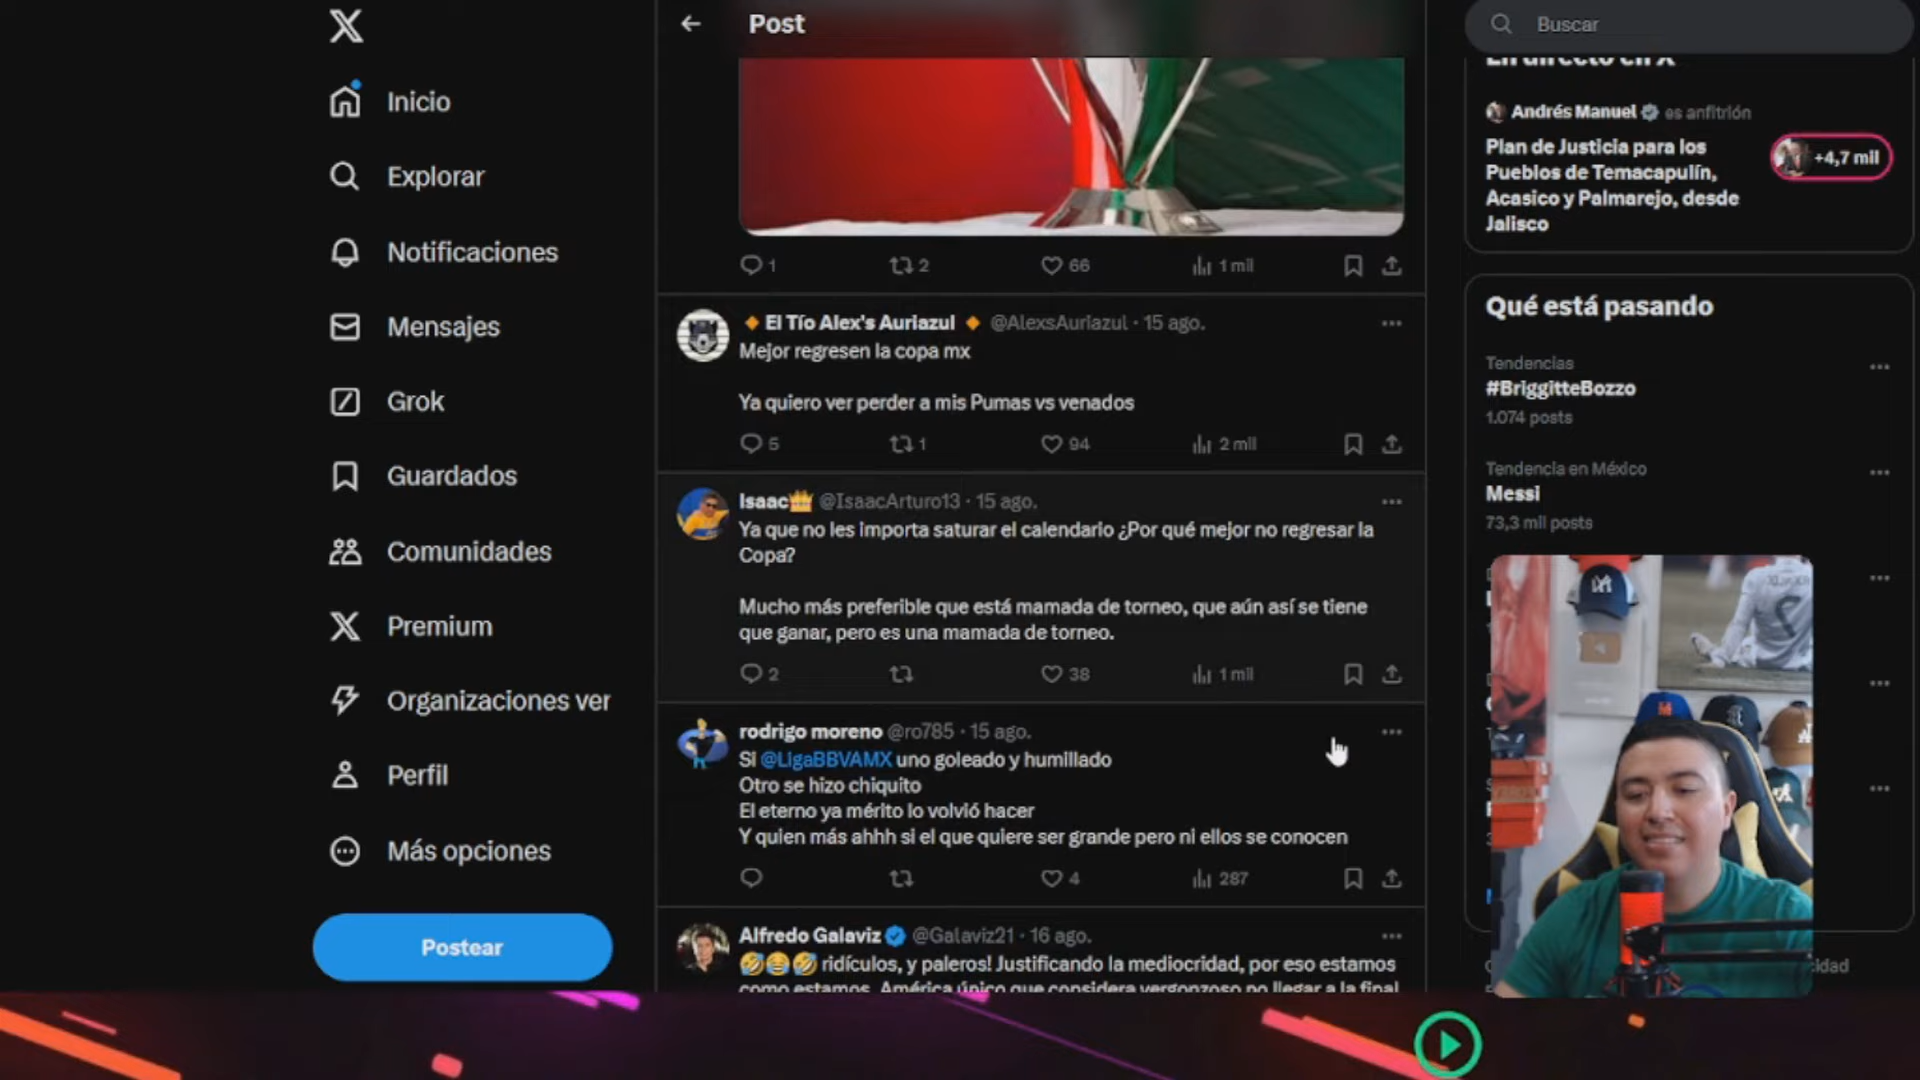 Inicio
Explorar
Notificaciones
Mensajes
Grok
Guardados
Comunidades
Premium
Organizaciones ver
Perfil
Más opciones
Postear
Post
1 2 66 1 mil
🔸 El Tío Alex's Auriazul 🔸 @AlexsAuriazul · 15 ago.
Mejor regresen la copa mx
Ya quiero ver perder a mis Pumas vs venados
5 1 94 2 mil
Isaac👑 @IsaacArturo13 · 15 ago.
Ya que no les importa saturar el calendario ¿Por qué mejor no regresar la
Copa?
Mucho más preferible que está mamada de torneo, que aún así se tiene
que ganar, pero es una mamada de torneo.
2 38 1 mil
rodrigo moreno @ro785 · 15 ago.
Si @LigaBBVAMX uno goleado y humillado
Otro se hizo chiquito
El eterno ya mérito lo volvió hacer
Y quien más ahhh si el que quiere ser grande pero ni ellos se conocen
4 287
Alfredo Galaviz @Galaviz21 · 16 ago.
🤣😂🤣 ridículos, y paleros! Justificando la mediocridad, por eso estamos
como estamos. América único que considera vergonzoso no llegar a la final
Buscar
En directo en X
Andrés Manuel es anfitrión
Plan de Justicia para los
Pueblos de Temacapulín,
Acasico y Palmarejo, desde
Jalisco
+4,7 mil
Qué está pasando
Tendencias
#BriggitteBozzo
1.074 posts
Tendencia en México
Messi
73,3 mil posts